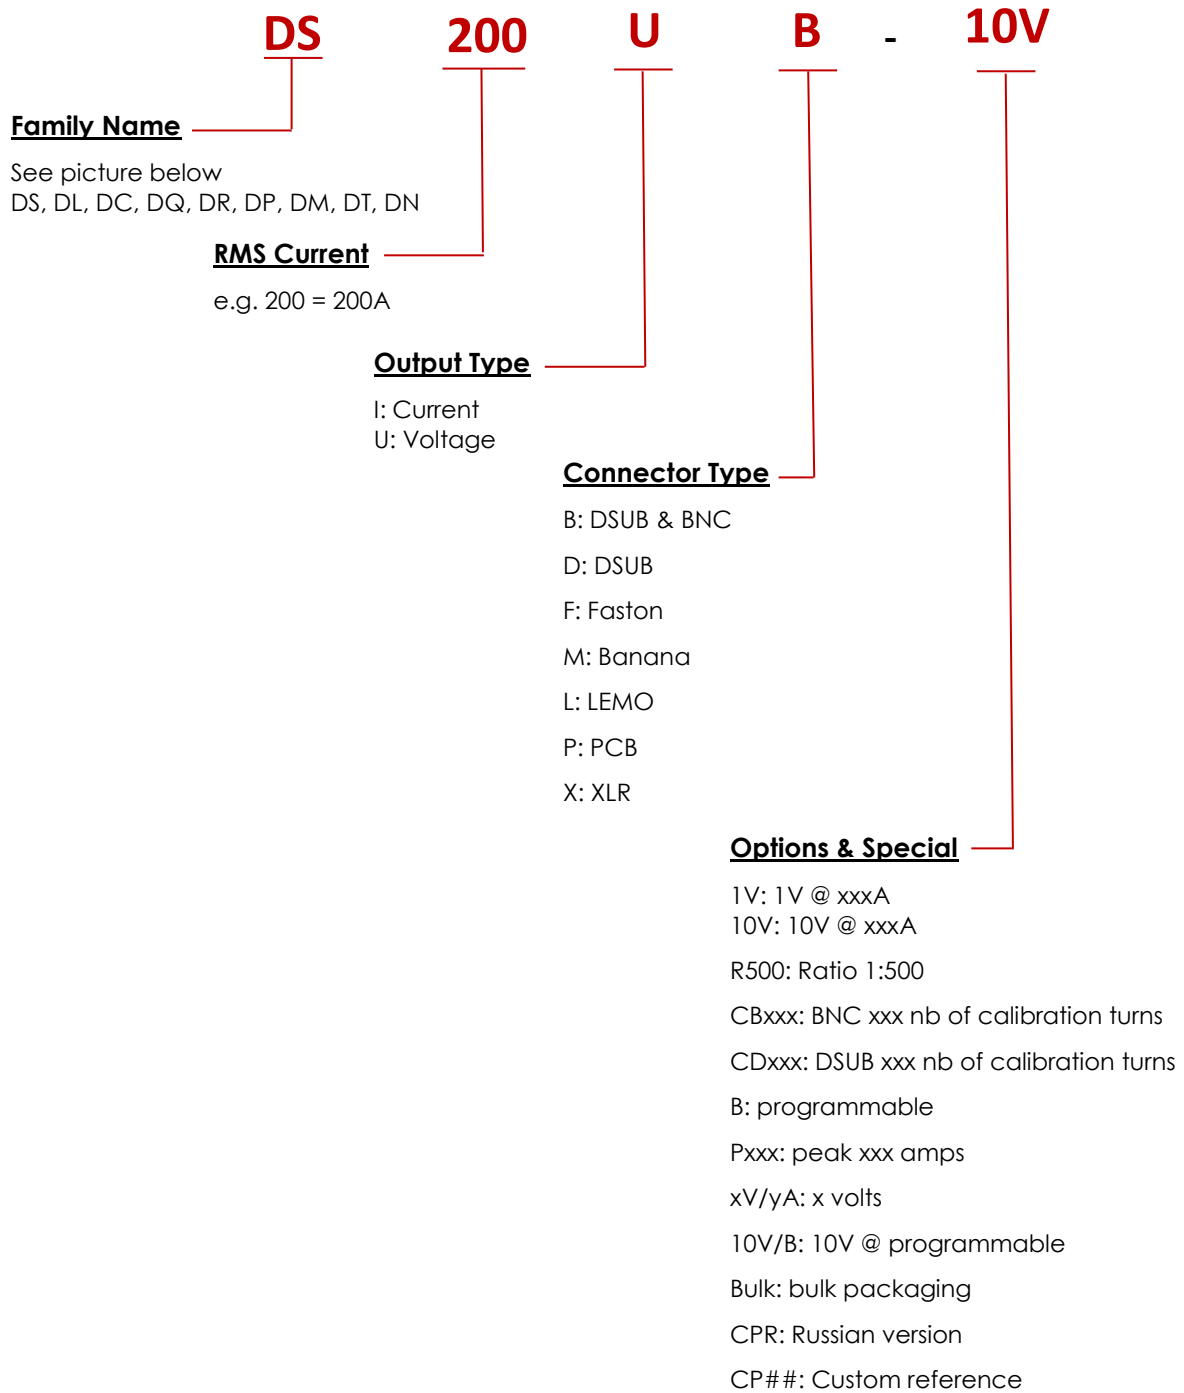 DS 200 U B - 10V
Family Name
See picture below
DS, DL, DC, DQ, DR, DP, DM, DT, DN
RMS Current
e.g. 200 = 200A
Output Type
I: Current
U: Voltage
Connector Type
B: DSUB & BNC
D: DSUB
F: Faston
M: Banana
L: LEMO
P: PCB
X: XLR
Options & Special
1V: 1V @ xxxA
10V: 10V @ xxxA
R500: Ratio 1:500
CBxxx: BNC xxx nb of calibration turns
CDxxx: DSUB xxx nb of calibration turns
B: programmable
Pxxx: peak xxx amps
xV/yA: x volts
10V/B: 10V @ programmable
Bulk: bulk packaging
CPR: Russian version
CP##: Custom reference